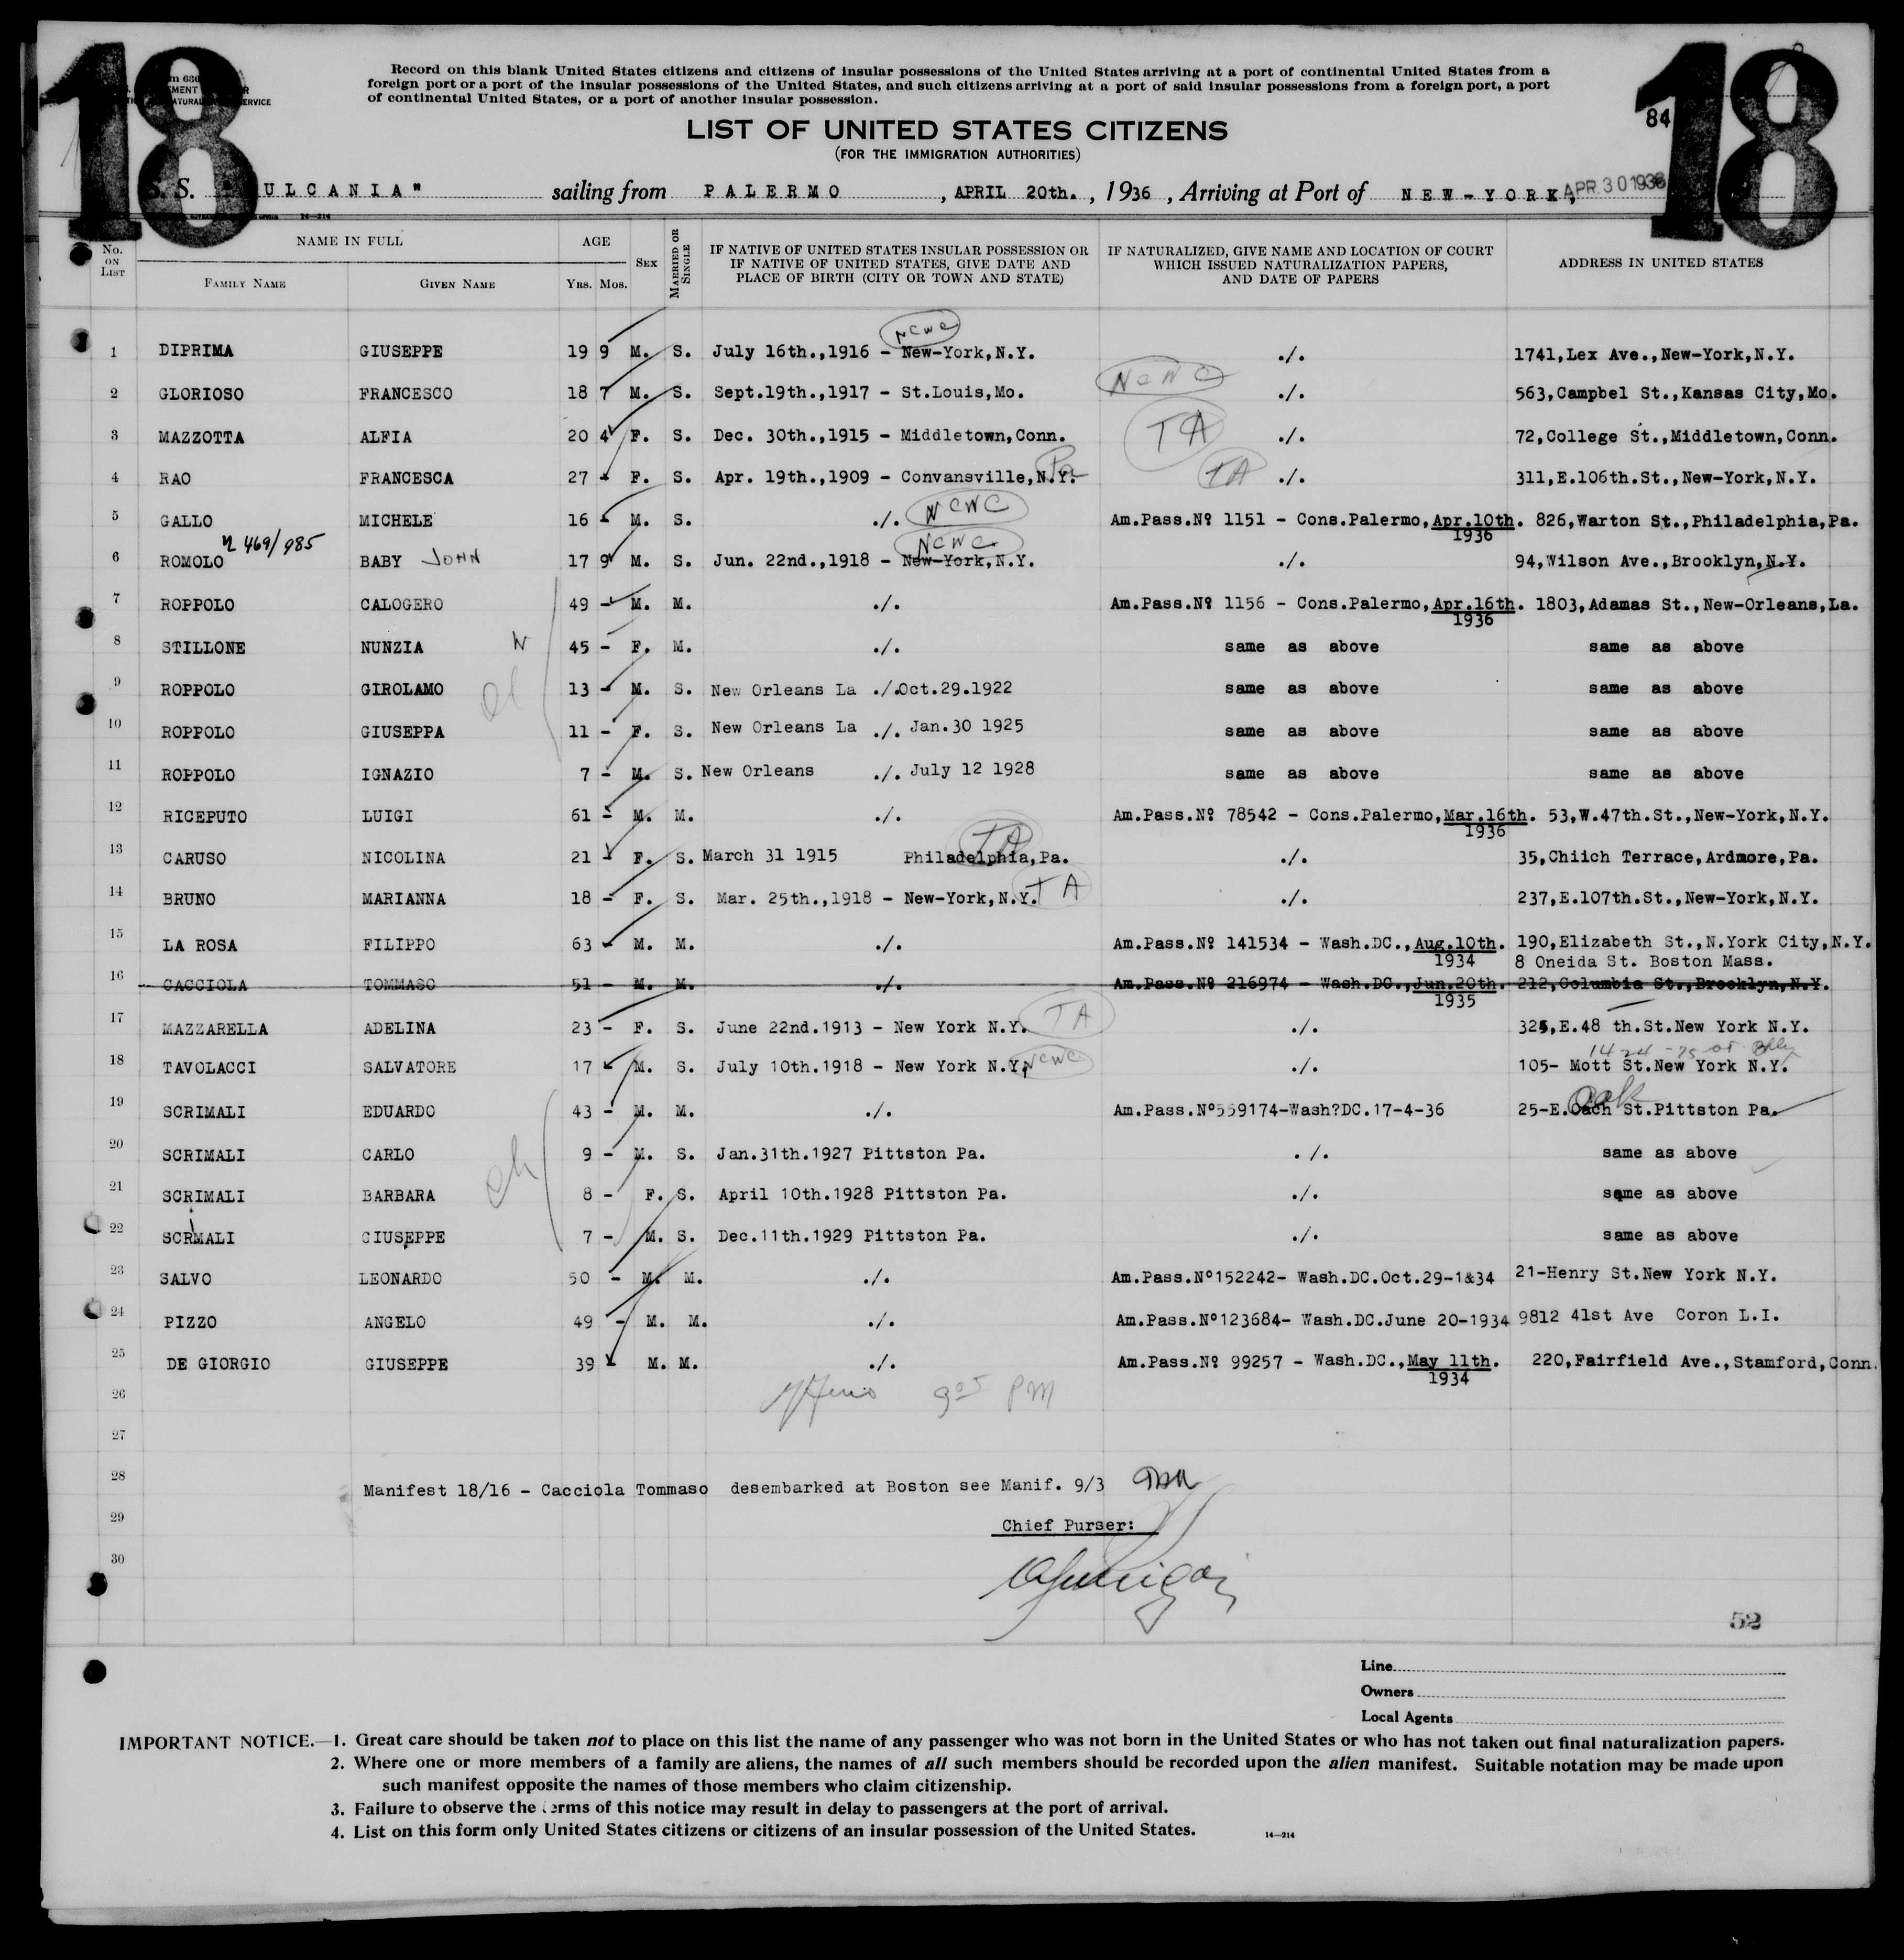 18
18
84
Record on this blank United States citizens and citizens of insular possessions of the United States arriving at a port of continental United States from a
foreign port or a port of the insular possessions of the United States, and such citizens arriving at a port of said insular possessions from a foreign port, a port
of continental United States, or a port of another insular possession.
LIST OF UNITED STATES CITIZENS
(FOR THE IMMIGRATION AUTHORITIES)
S. S. ULCANIA" sailing from PALERMO , APRIL 20th. , 1936 , Arriving at Port of NEW-YORK, APR 30 1936
No. ON LIST
NAME IN FULL
FAMILY NAME GIVEN NAME
AGE
Yrs. Mos.
SEX
MARRIED OR SINGLE
IF NATIVE OF UNITED STATES INSULAR POSSESSION OR
IF NATIVE OF UNITED STATES, GIVE DATE AND
PLACE OF BIRTH (CITY OR TOWN AND STATE)
IF NATURALIZED, GIVE NAME AND LOCATION OF COURT
WHICH ISSUED NATURALIZATION PAPERS,
AND DATE OF PAPERS
ADDRESS IN UNITED STATES
NCWC
1 DIPRIMA GIUSEPPE 19 9 M. S. July 16th.,1916 - New-York,N.Y. ./. 1741,Lex Ave.,New-York,N.Y.
2 GLORIOSO FRANCESCO 18 7 M. S. Sept.19th.,1917 - St.Louis,Mo. NCWC ./. 563,Campbel St.,Kansas City,Mo.
3 MAZZOTTA ALFIA 20 4 F. S. Dec. 30th.,1915 - Middletown,Conn. TA ./. 72,College St.,Middletown,Conn.
4 RAO FRANCESCA 27 - F. S. Apr. 19th.,1909 - Convansville,N.Y. Pa TA ./. 311,E.106th.St.,New-York,N.Y.
5 GALLO MICHELE 16 - M. S. ./. NCWC Am.Pass.Nº 1151 - Cons.Palermo,Apr.10th. 826,Warton St.,Philadelphia,Pa.
1936
469/985 NCWC
6 ROMOLO BABY JOHN 17 9 M. S. Jun. 22nd.,1918 - New-York,N.Y. ./. 94,Wilson Ave.,Brooklyn,N.Y.
7 ROPPOLO CALOGERO 49 - M. M. ./. Am.Pass.Nº 1156 - Cons.Palermo,Apr.16th. 1803,Adamas St.,New-Orleans,La.
1936
8 STILLONE NUNZIA N 45 - F. M. ./. same as above same as above
9 ROPPOLO GIROLAMO 13 - M. S. New Orleans La ./.Oct.29.1922 same as above same as above
10 ROPPOLO GIUSEPPA 11 - F. S. New Orleans La ./. Jan.30 1925 same as above same as above
11 ROPPOLO IGNAZIO 7 - M. S. New Orleans ./. July 12 1928 same as above same as above
12 RICEPUTO LUIGI 61 - M. M. ./. Am.Pass.Nº 78542 - Cons.Palermo,Mar.16th. 53,W.47th.St.,New-York,N.Y.
1936
TA
13 CARUSO NICOLINA 21 - F. S. March 31 1915 Philadelphia,Pa. ./. 35,Chiich Terrace,Ardmore,Pa.
14 BRUNO MARIANNA 18 - F. S. Mar. 25th.,1918 - New-York,N.Y. TA ./. 237,E.107th.St.,New-York,N.Y.
15 LA ROSA FILIPPO 63 - M. M. ./. Am.Pass.Nº 141534 - Wash.DC.,Aug.10th. 190,Elizabeth St.,N.York City,N.Y.
1934 8 Oneida St. Boston Mass.
16 CACCIOLA TOMMASO 51 - M. M. ./. Am.Pass.Nº 216974 - Wash.DC.,Jun.20th. 212,Columbia St.,Brooklyn,N.Y.
1935
17 MAZZARELLA ADELINA 23 - F. S. June 22nd.1913 - New York N.Y. TA ./. 325,E.48 th.St.New York N.Y.
18 TAVOLACCI SALVATORE 17 - M. S. July 10th.1918 - New York N.Y. NCWC ./. 105- Mott St.New York N.Y.
19 SCRIMALI EDUARDO 43 - M. M. ./. Am.Pass.Nº559174-Wash?DC.17-4-36 25-E.Oach St.Pittston Pa. Oak
20 SCRIMALI CARLO 9 - M. S. Jan.31th.1927 Pittston Pa. ./. same as above
21 SCRIMALI BARBARA 8 - F. S. April 10th.1928 Pittston Pa. ./. same as above
22 SCRMALI GIUSEPPE 7 - M. S. Dec.11th.1929 Pittston Pa. ./. same as above
23 SALVO LEONARDO 50 - M. M. ./. Am.Pass.Nº152242- Wash.DC.Oct.29-1&34 21-Henry St.New York N.Y.
24 PIZZO ANGELO 49 - M. M. ./. Am.Pass.Nº123684- Wash.DC.June 20-1934 9812 41st Ave Coron L.I.
25 DE GIORGIO GIUSEPPE 39 - M. M. ./. Am.Pass.Nº 99257 - Wash.DC.,May 11th. 220,Fairfield Ave.,Stamford,Conn.
1934
26
9 05 PM
27
28 Manifest 18/16 - Cacciola Tommaso desembarked at Boston see Manif. 9/3
29 Chief Purser:
30
52
Line
Owners
Local Agents
IMPORTANT NOTICE.—1. Great care should be taken not to place on this list the name of any passenger who was not born in the United States or who has not taken out final naturalization papers.
2. Where one or more members of a family are aliens, the names of all such members should be recorded upon the alien manifest. Suitable notation may be made upon
such manifest opposite the names of those members who claim citizenship.
3. Failure to observe the terms of this notice may result in delay to passengers at the port of arrival.
4. List on this form only United States citizens or citizens of an insular possession of the United States.
14—214